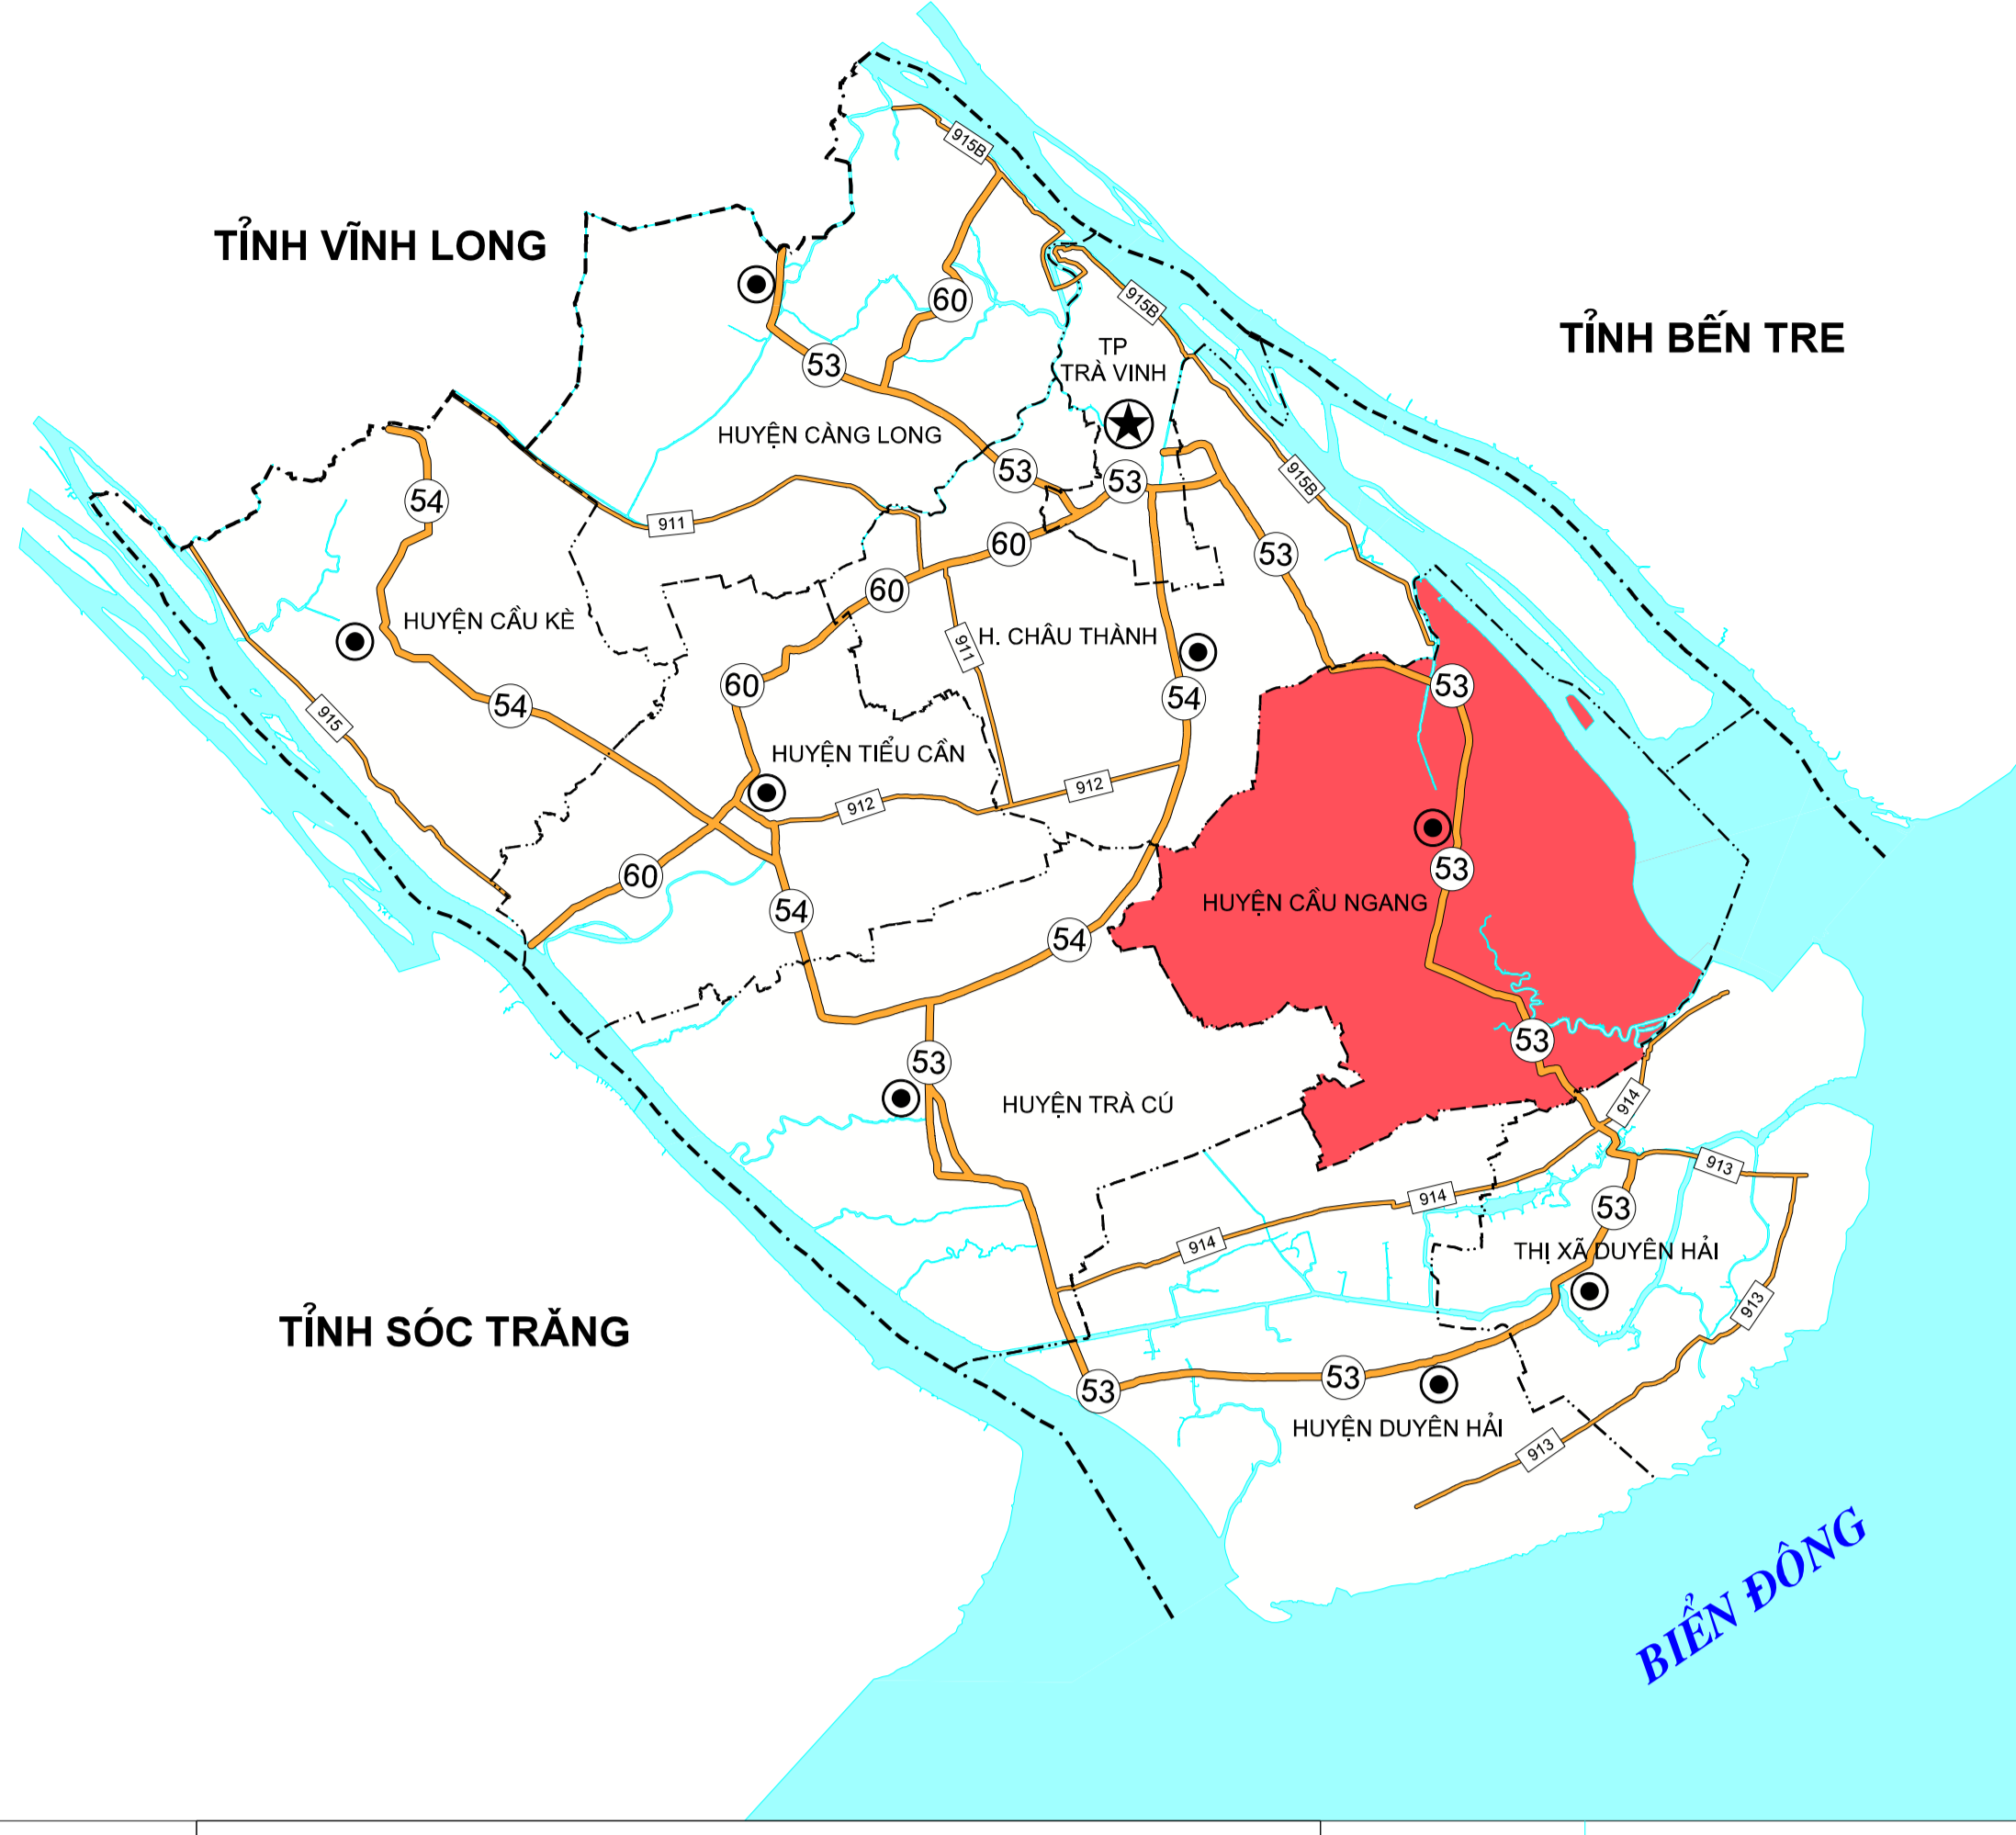 915B
TỈNH VĨNH LONG
60
915B
TỈNH BẾN TRE
TP
TRÀ VINH
53
HUYỆN CÀNG LONG
53
53
915B
54
911
60
53
60
HUYỆN CẦU KÈ
H. CHÂU THÀNH
911
60
53
54
54
915
HUYỆN TIỂU CẦN
912
912
53
60
HUYỆN CẦU NGANG
54
54
53
53
HUYỆN TRÀ CÚ
914
913
914
53
914
THỊ XÃ DUYÊN HẢI
913
TỈNH SÓC TRĂNG
53
53
HUYỆN DUYÊN HẢI
913
BIỂN ĐÔNG